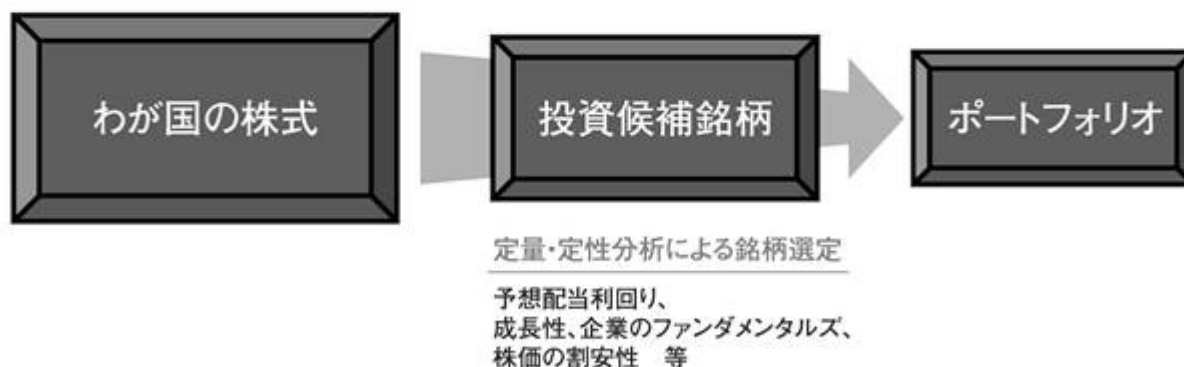 わが国の株式
投資候補銘柄
ポートフォリオ
定量・定性分析による銘柄選定
予想配当利回り、
成長性、企業のファンダメンタルズ、
株価の割安性　等